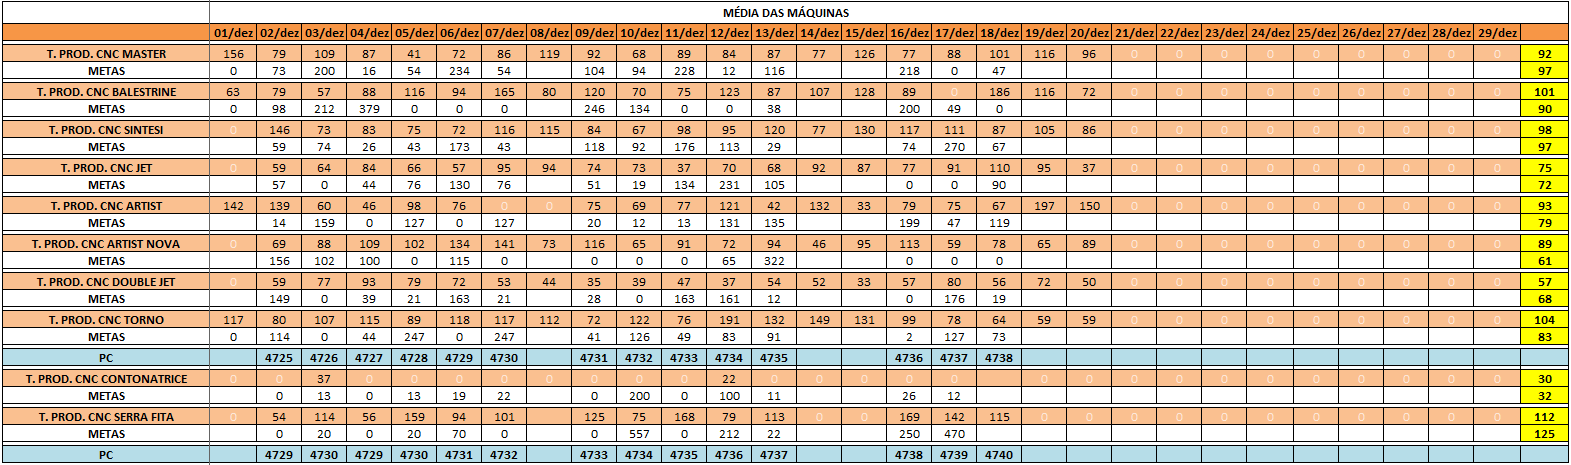 MÉDIA DAS MÁQUINAS
01/dez 02/dez 03/dez 04/dez 05/dez 06/dez 07/dez 08/dez 09/dez 10/dez 11/dez 12/dez 13/dez 14/dez 15/dez 16/dez 17/dez 18/dez 19/dez 20/dez 21/dez 22/dez 23/dez 24/dez 25/dez 26/dez 27/dez 28/dez 29/dez
T. PROD. CNC MASTER 156 79 109 87 41 72 86 119 92 68 89 84 87 77 126 77 88 101 116 96 0 0 0 0 0 0 0 0 0 92
METAS 0 73 200 16 54 234 54 104 94 228 12 116 218 0 47 97
T. PROD. CNC BALESTRINE 63 79 57 88 116 94 165 80 120 70 75 123 87 107 128 89 0 186 116 72 0 0 0 0 0 0 0 0 0 101
METAS 0 98 212 379 0 0 0 246 134 0 0 38 200 49 0 90
T. PROD. CNC SINTESI 0 146 73 83 75 72 116 115 84 67 98 95 120 77 130 117 111 87 105 86 0 0 0 0 0 0 0 0 0 98
METAS 59 74 26 43 173 43 118 92 176 113 29 74 270 67 97
T. PROD. CNC JET 0 59 64 84 66 57 95 94 74 73 37 70 68 92 87 77 91 110 95 37 0 0 0 0 0 0 0 0 0 75
METAS 57 0 44 76 130 76 51 19 134 231 105 0 0 90 72
T. PROD. CNC ARTIST 142 139 60 46 98 76 0 0 75 69 77 121 42 132 33 79 75 67 197 150 0 0 0 0 0 0 0 0 0 93
METAS 14 159 0 127 0 127 20 12 13 131 135 199 47 119 79
T. PROD. CNC ARTIST NOVA 0 69 88 109 102 134 141 73 116 65 91 72 94 46 95 113 59 78 65 89 0 0 0 0 0 0 0 0 0 89
METAS 156 102 100 0 115 0 0 0 0 65 322 0 0 0 61
T. PROD. CNC DOUBLE JET 0 59 77 93 79 72 53 44 35 39 47 37 54 52 33 57 80 56 72 50 0 0 0 0 0 0 0 0 0 57
METAS 149 0 39 21 163 21 28 0 163 161 12 0 176 19 68
T. PROD. CNC TORNO 117 80 107 115 89 118 117 112 72 122 76 191 132 149 131 99 78 64 59 59 0 0 0 0 0 0 0 0 0 104
METAS 0 114 0 44 247 0 247 41 126 49 83 91 2 127 73 83
PC 4725 4726 4727 4728 4729 4730 4731 4732 4733 4734 4735 4736 4737 4738
T. PROD. CNC CONTONATRICE 0 0 37 0 0 0 0 0 0 0 0 22 0 0 0 0 0 0 0 0 0 0 0 0 0 0 0 0 30
METAS 0 13 0 13 19 22 0 200 0 100 11 26 12 32
T. PROD. CNC SERRA FITA 0 54 114 56 159 94 101 125 75 168 79 113 0 0 169 142 115 0 0 0 0 0 0 0 0 0 0 0 112
METAS 0 20 0 20 70 0 0 557 0 212 22 250 470 125
PC 4729 4730 4729 4730 4731 4732 4733 4734 4735 4736 4737 4738 4739 4740